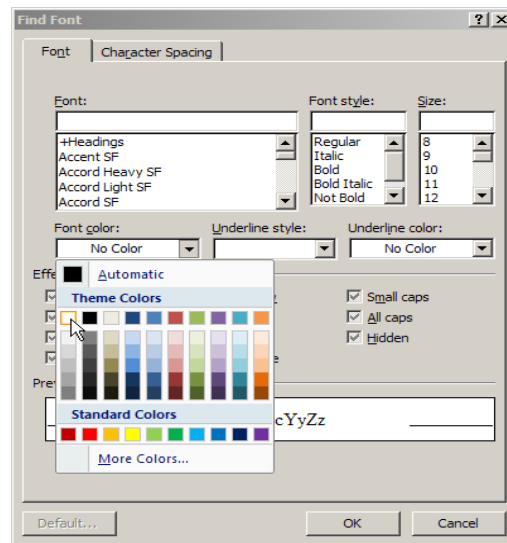 Find Font
Font Character Spacing
Font: Font style: Size:
+Headings Regular 8
Accent SF Italic 9
Accord Heavy SF Bold 10
Accord Light SF Bold Italic 11
Accord SF Not Bold 12
Font color: Underline style: Underline color:
No Color No Color
Automatic
Theme Colors
Small caps
All caps
Hidden
Standard Colors
cYyZz
More Colors...
Default... OK Cancel